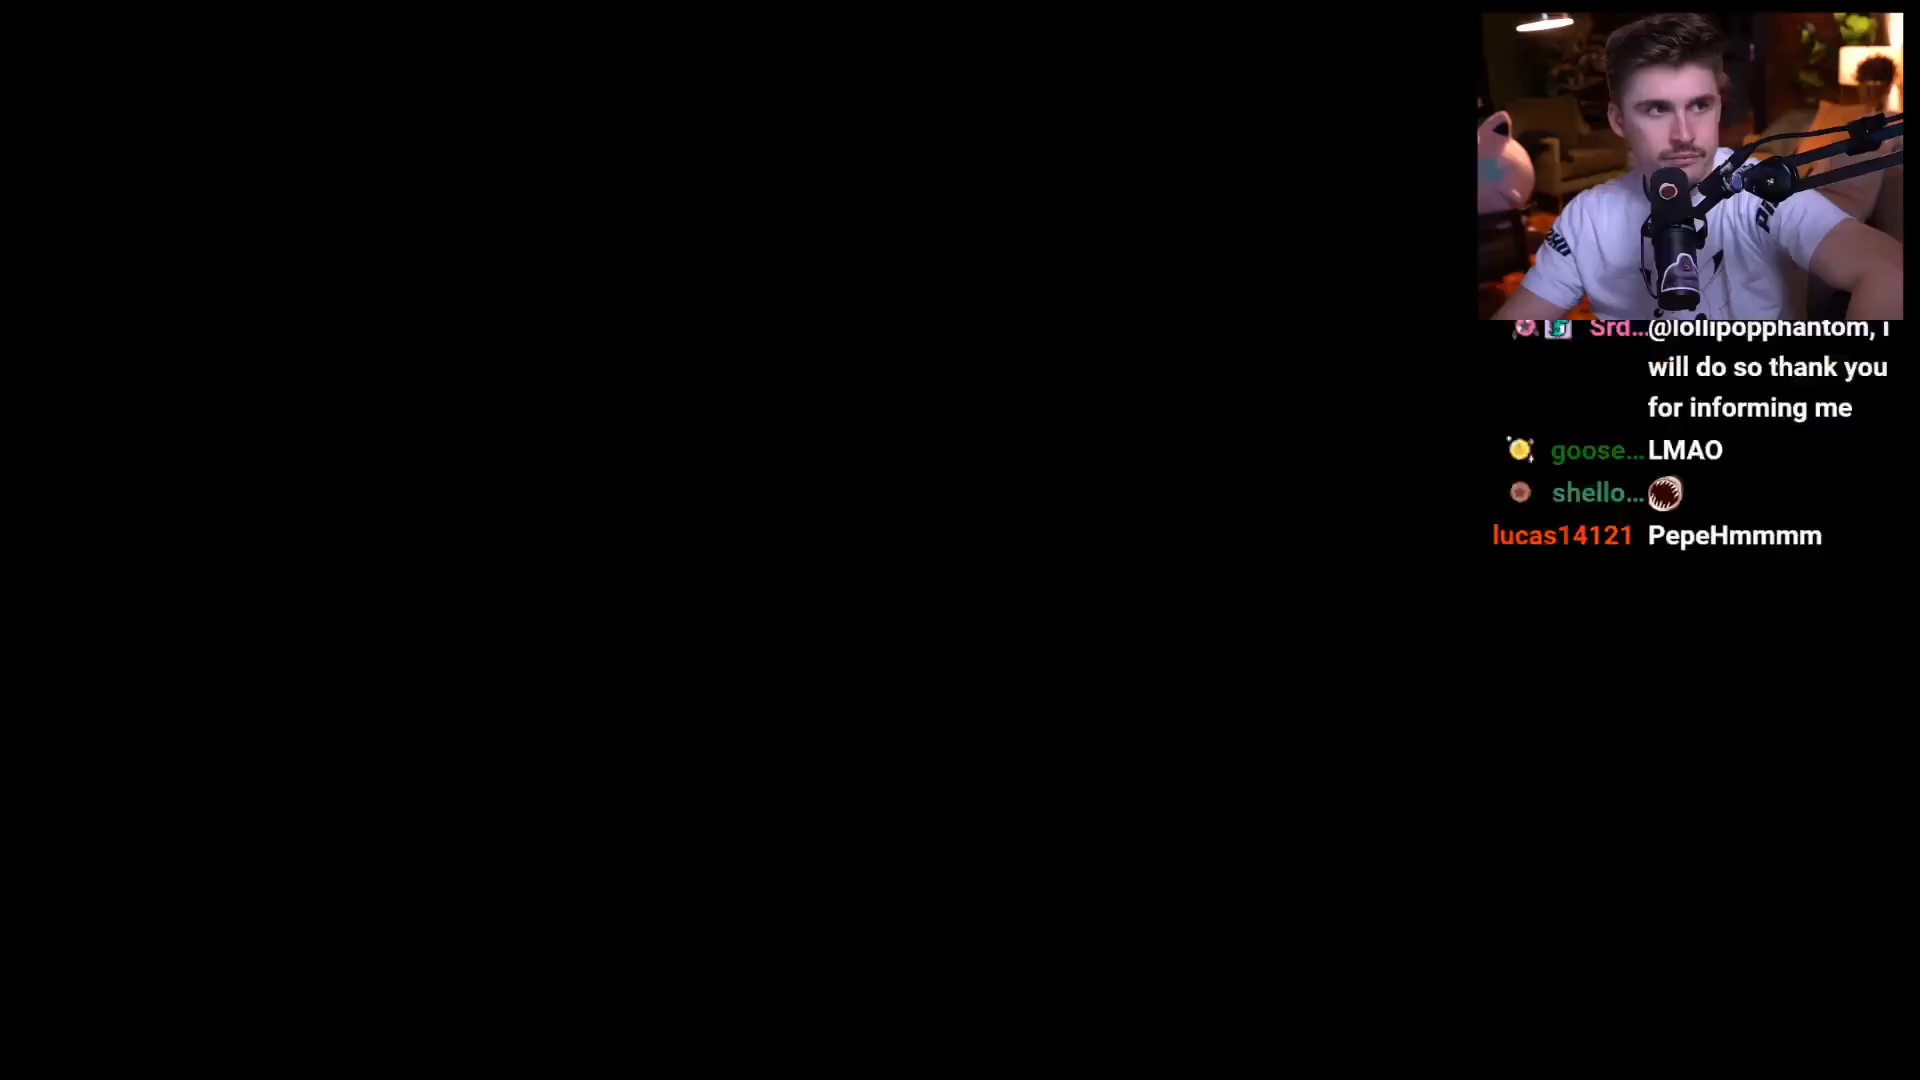 Srd... @lollipopphantom, i
will do so thank you
for informing me
goose... LMAO
shello...
lucas14121 PepeHmmmm